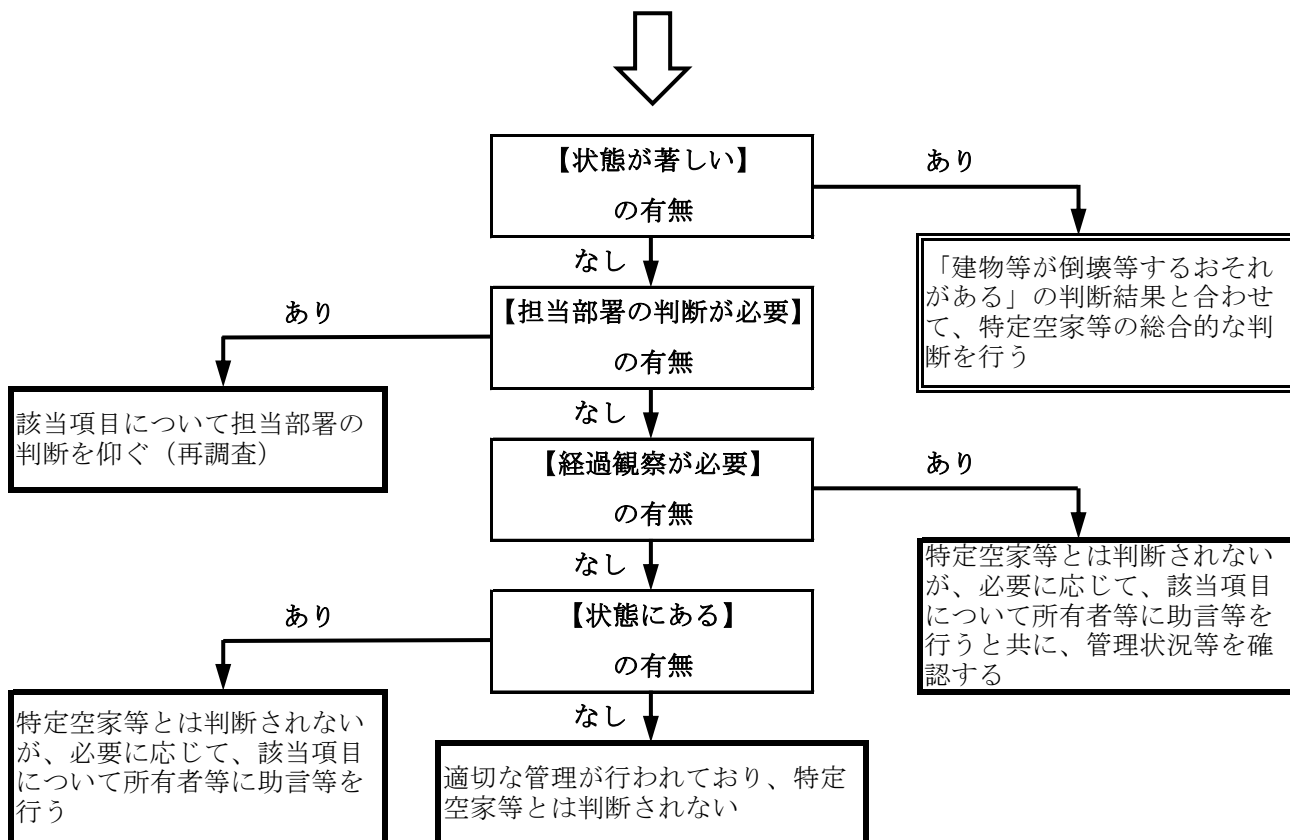 【状態が著しい】
の有無
あり
「建物等が倒壊等するおそれ
がある」の判断結果と合わせ
て、特定空家等の総合的な判
断を行う
なし
【担当部署の判断が必要】
の有無
あり
該当項目について担当部署の
判断を仰ぐ（再調査）
なし
【経過観察が必要】
の有無
あり
特定空家等とは判断されない
が、必要に応じて、該当項目
について所有者等に助言等を
行うと共に、管理状況等を確
認する
なし
【状態にある】
の有無
あり
特定空家等とは判断されない
が、必要に応じて、該当項目
について所有者等に助言等を
行う
なし
適切な管理が行われており、特定
空家等とは判断されない